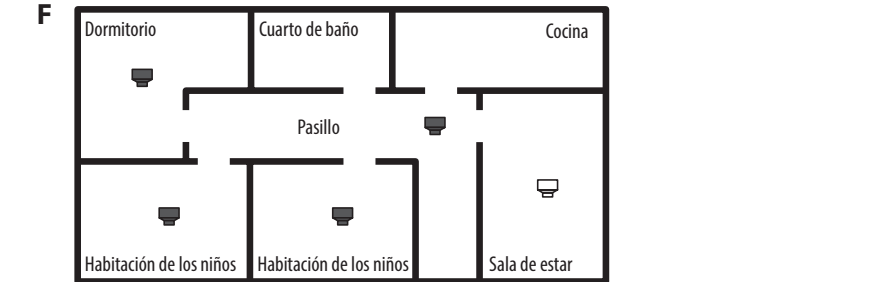 F
Dormitorio
Cuarto de baño
Cocina
Pasillo
Habitación de los niños
Habitación de los niños
Sala de estar